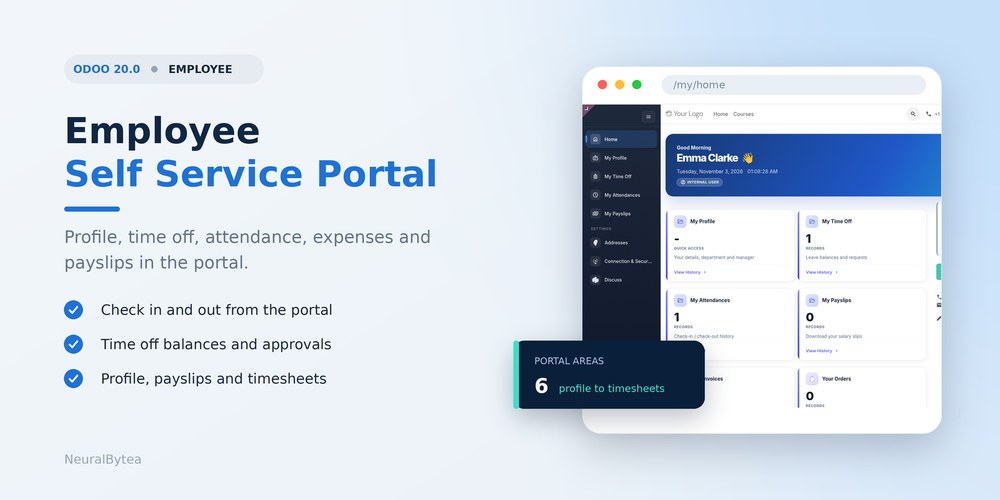 ODOO 20.0 • EMPLOYEE
Employee
Self Service Portal
Profile, time off, attendance, expenses and
payslips in the portal.
Check in and out from the portal
Time off balances and approvals
Profile, payslips and timesheets
NeuralBytea
/my/home
Your Logo Home Courses
+1
Home
My Profile
My Time Off
My Attendances
My Payslips
SETTINGS
Addresses
Connection & Secur...
Discuss
Good Morning
Emma Clarke 👋
Tuesday, November 3, 2026 01:08:28 AM
INTERNAL USER
My Profile
-
QUICK ACCESS
Your details, department and manager
View History ›
My Time Off
1
RECORDS
Leave balances and requests
View History ›
My Attendances
1
RECORDS
Check-in / check-out history
My Payslips
0
RECORDS
Download your salary slips
View History ›
Your Orders
0
RECORDS
PORTAL AREAS
6 profile to timesheets